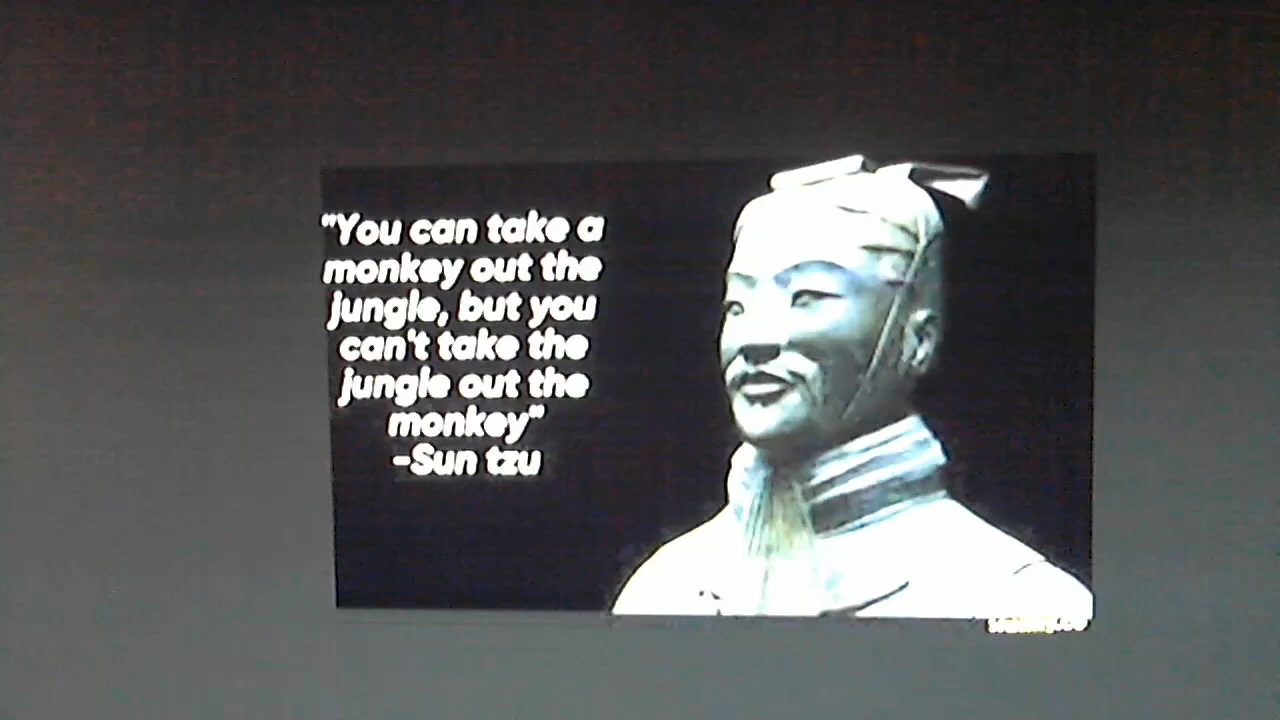 "You can take a
monkey out the
jungle, but you
can't take the
jungle out the
monkey"
-Sun tzu